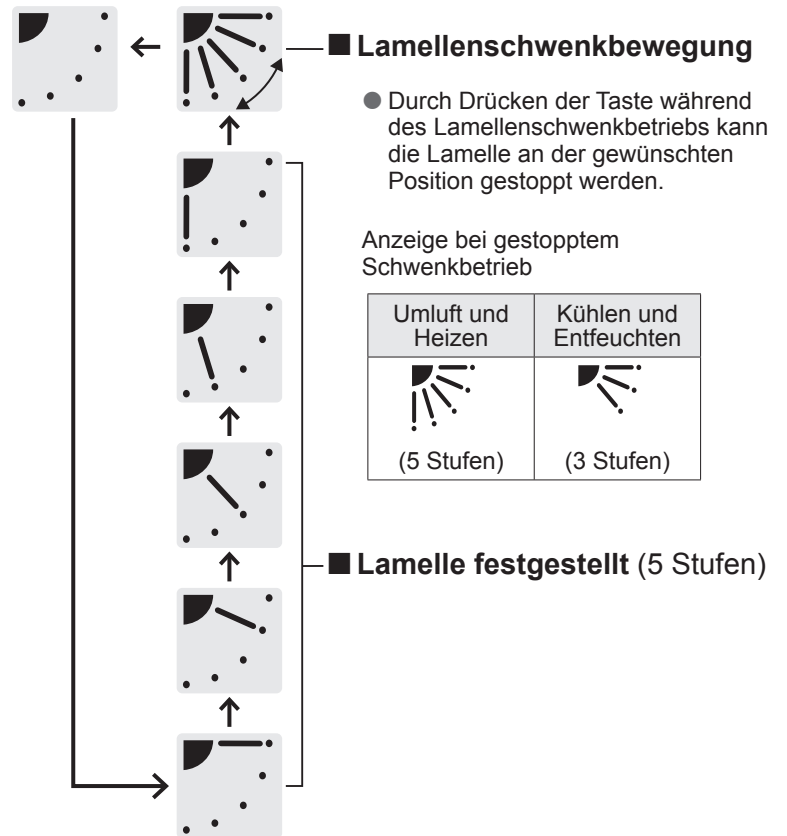 ■ Lamellenschwenkbewegung
● Durch Drücken der Taste während
des Lamellenschwenkbetriebs kann
die Lamelle an der gewünschten
Position gestoppt werden.
Anzeige bei gestopptem
Schwenkbetrieb
Umluft und
Heizen
Kühlen und
Entfeuchten
(5 Stufen)
(3 Stufen)
■ Lamelle festgestellt (5 Stufen)